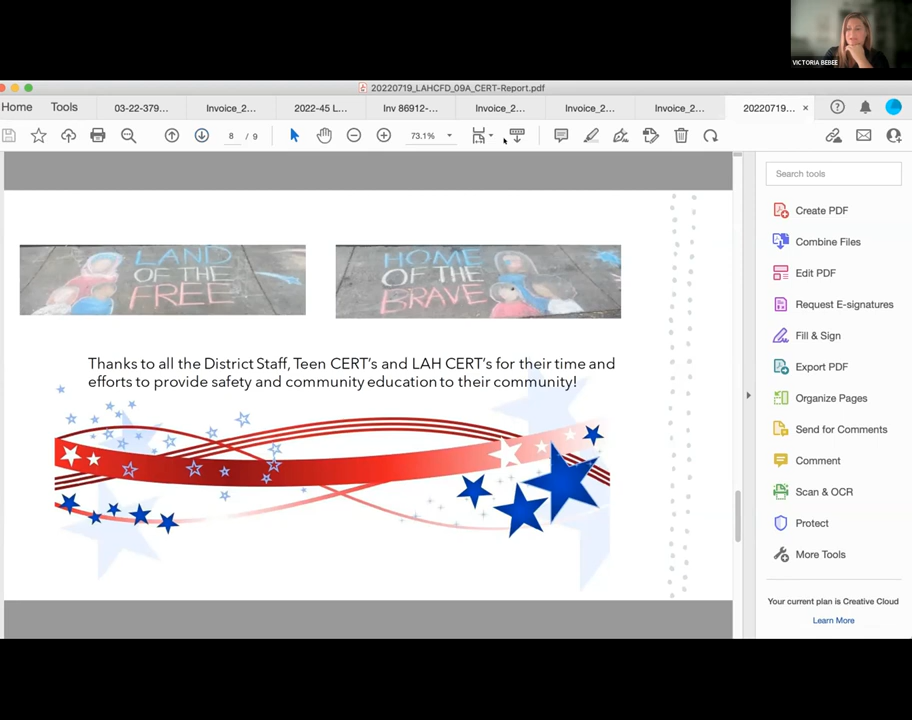 VICTORIA BEBEE
20220719_LAHCFD_09A_CERT-Report.pdf
Home Tools 03-22-379... Invoice_2... 2022-45 L... Inv 86912-... Invoice_2... Invoice_2... Invoice_2... 20220719... ×
8 / 9 73.1%
Search tools
Create PDF
Combine Files
Edit PDF
Request E-signatures
Fill & Sign
Export PDF
Organize Pages
Send for Comments
Comment
Scan & OCR
Protect
More Tools
Your current plan is Creative Cloud
Learn More
LAND
OF THE
FREE
HOME
OF THE
BRAVE
Thanks to all the District Staff, Teen CERT's and LAH CERT's for their time and
efforts to provide safety and community education to their community!